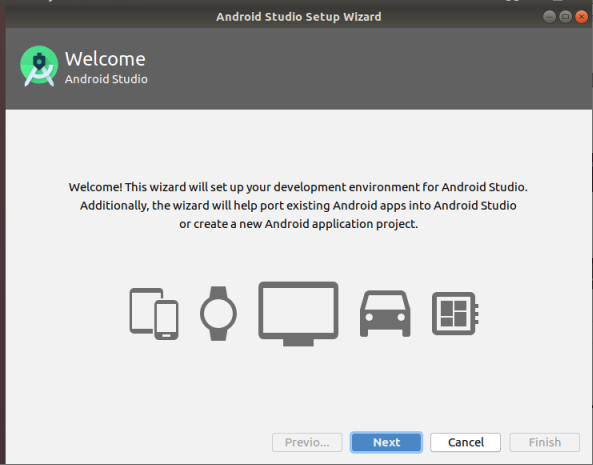 Android Studio Setup Wizard
Welcome
Android Studio
Welcome! This wizard will set up your development environment for Android Studio.
Additionally, the wizard will help port existing Android apps into Android Studio
or create a new Android application project.
Previo... Next Cancel Finish